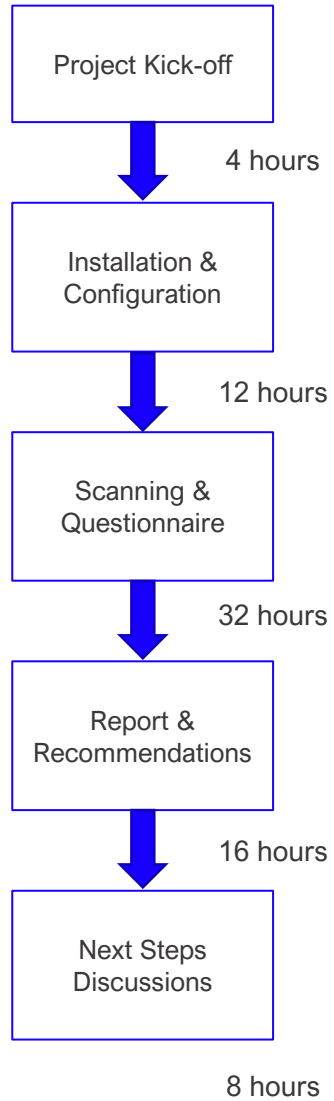 Project Kick-off
4 hours
Installation &
Configuration
12 hours
Scanning &
Questionnaire
32 hours
Report &
Recommendations
16 hours
Next Steps
Discussions
8 hours